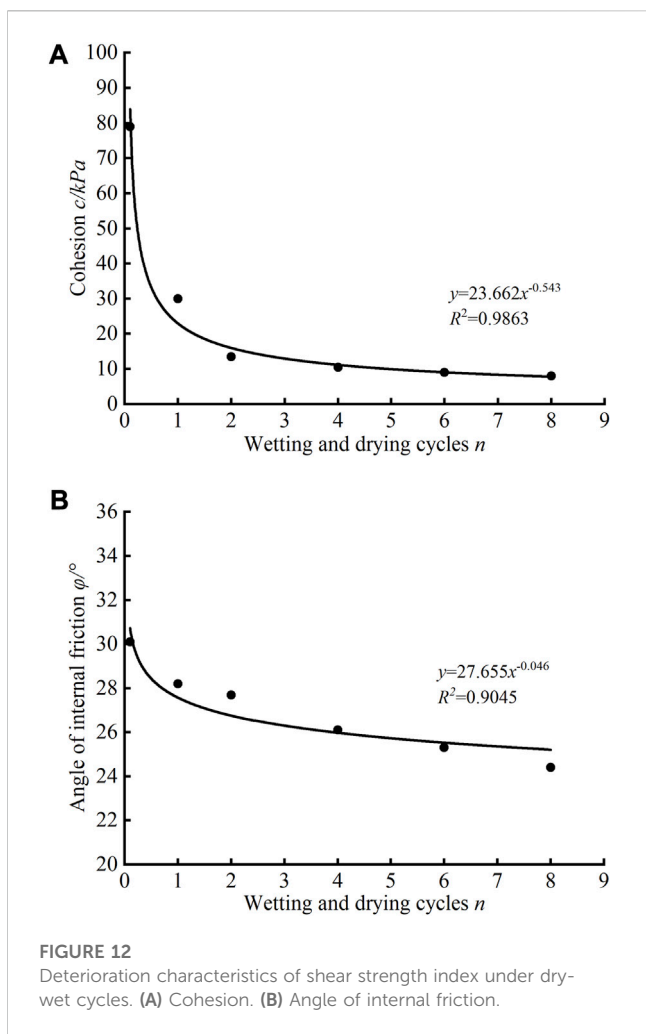 A
100
90
80
70
60
50
40
30
20
10
0
Cohesion c/kPa
y=23.662x^-0.543
R²=0.9863
0 1 2 3 4 5 6 7 8 9
Wetting and drying cycles n
B
36
34
32
30
28
26
24
22
20
Angle of internal friction φ/°
y=27.655x^-0.046
R²=0.9045
0 1 2 3 4 5 6 7 8 9
Wetting and drying cycles n
FIGURE 12
Deterioration characteristics of shear strength index under dry-
wet cycles. (A) Cohesion. (B) Angle of internal friction.